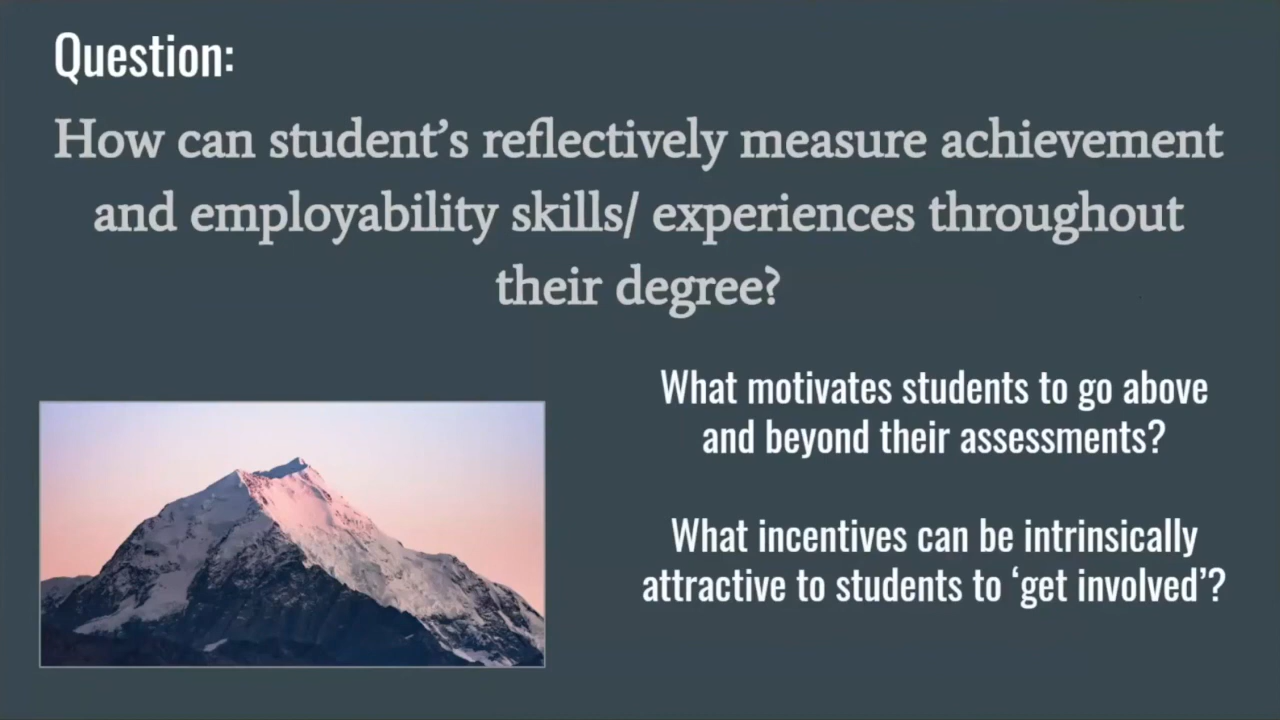 Question:
How can student’s reflectively measure achievement
and employability skills/ experiences throughout
their degree?
What motivates students to go above
and beyond their assessments?
What incentives can be intrinsically
attractive to students to ‘get involved’?